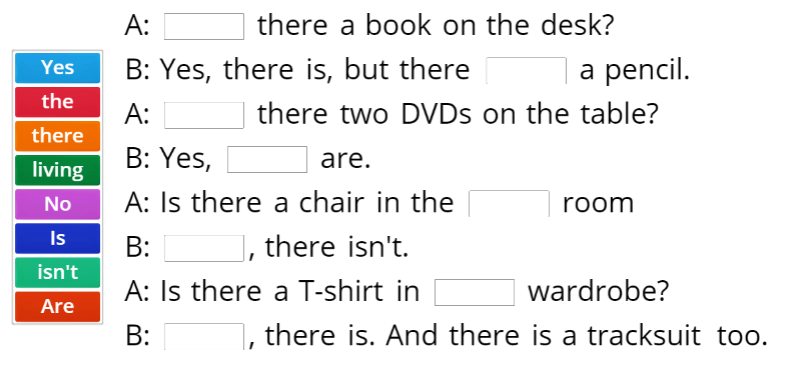 Yes
the
there
living
No
Is
isn't
Are
A: there a book on the desk?
B: Yes, there is, but there a pencil.
A: there two DVDs on the table?
B: Yes, are.
A: Is there a chair in the room
B: , there isn't.
A: Is there a T-shirt in wardrobe?
B: , there is. And there is a tracksuit too.